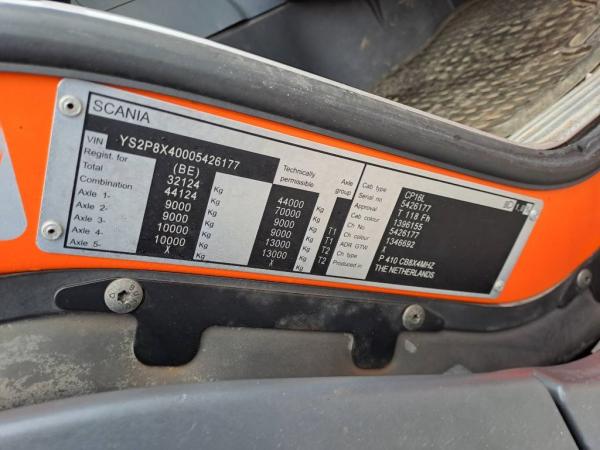 SCANIA
VIN YS2P8X40005426177
Regist. for (BE)
Total 32124 Kg
Combination 44124 Kg
Axle 1- 9000 Kg
Axle 2- 9000 Kg
Axle 3- 10000 Kg
Axle 4- 10000 Kg
Axle 5- X
Technically permissible
Axle group
44000 Kg
70000 Kg
9000 Kg T1
9000 Kg T1
13000 Kg T2
13000 Kg T2
Cab type CP16L
Serial no 5426177
Approval T 118 Fh
Cab colour 1396155
Ch No 5426177
Ch. colour 1346692
ADR GTW X
Ch type P 410 CB8X4MHZ
Produced in THE NETHERLANDS